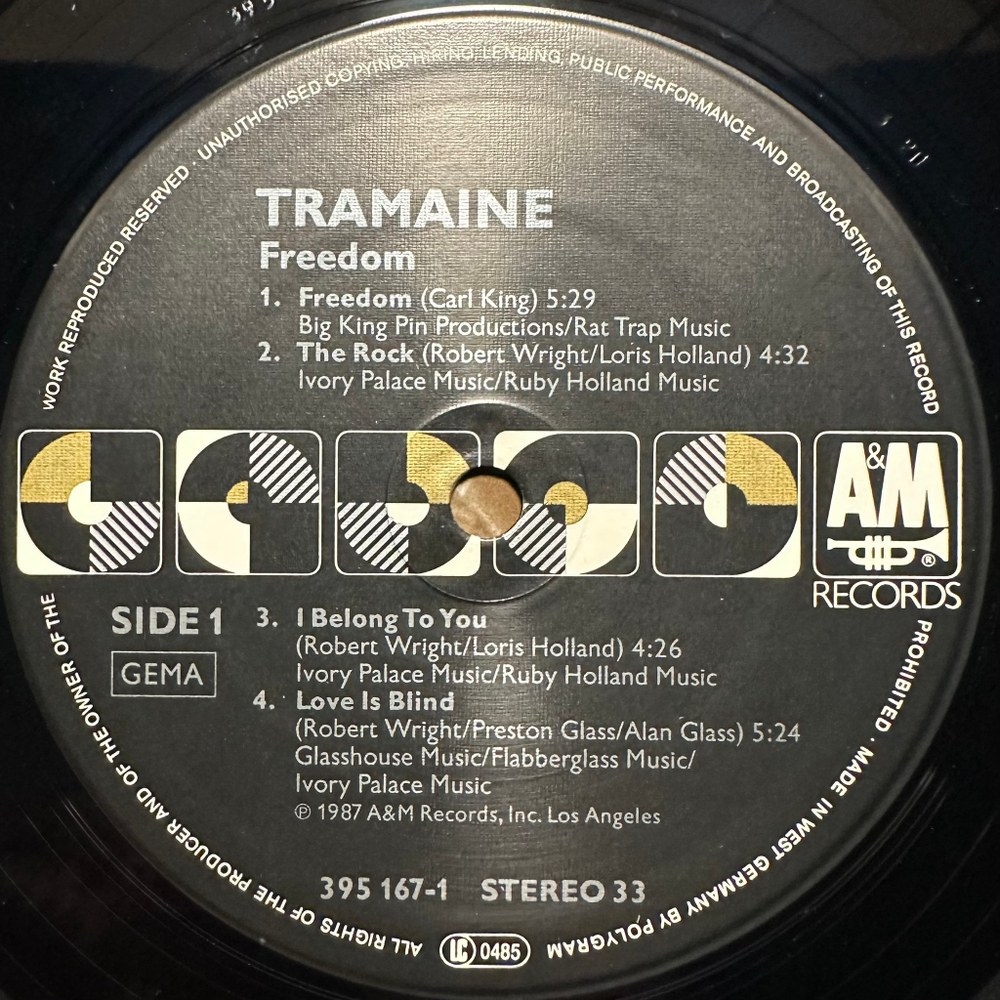 TRAMAINE
Freedom
1. Freedom (Carl King) 5:29
Big King Pin Productions/Rat Trap Music
2. The Rock (Robert Wright/Loris Holland) 4:32
Ivory Palace Music/Ruby Holland Music
A&M
®
RECORDS
SIDE 1
GEMA
3. I Belong To You
(Robert Wright/Loris Holland) 4:26
Ivory Palace Music/Ruby Holland Music
4. Love Is Blind
(Robert Wright/Preston Glass/Alan Glass) 5:24
Glasshouse Music/Flabberglass Music/
Ivory Palace Music
℗ 1987 A&M Records, Inc. Los Angeles
395 167-1 STEREO 33
LC 0485
ALL RIGHTS OF THE PRODUCER AND OF THE OWNER OF THE WORK REPRODUCED RESERVED · UNAUTHORISED COPYING, HIRING, LENDING, PUBLIC PERFORMANCE AND BROADCASTING OF THIS RECORD PROHIBITED · MADE IN WEST GERMANY BY POLYGRAM